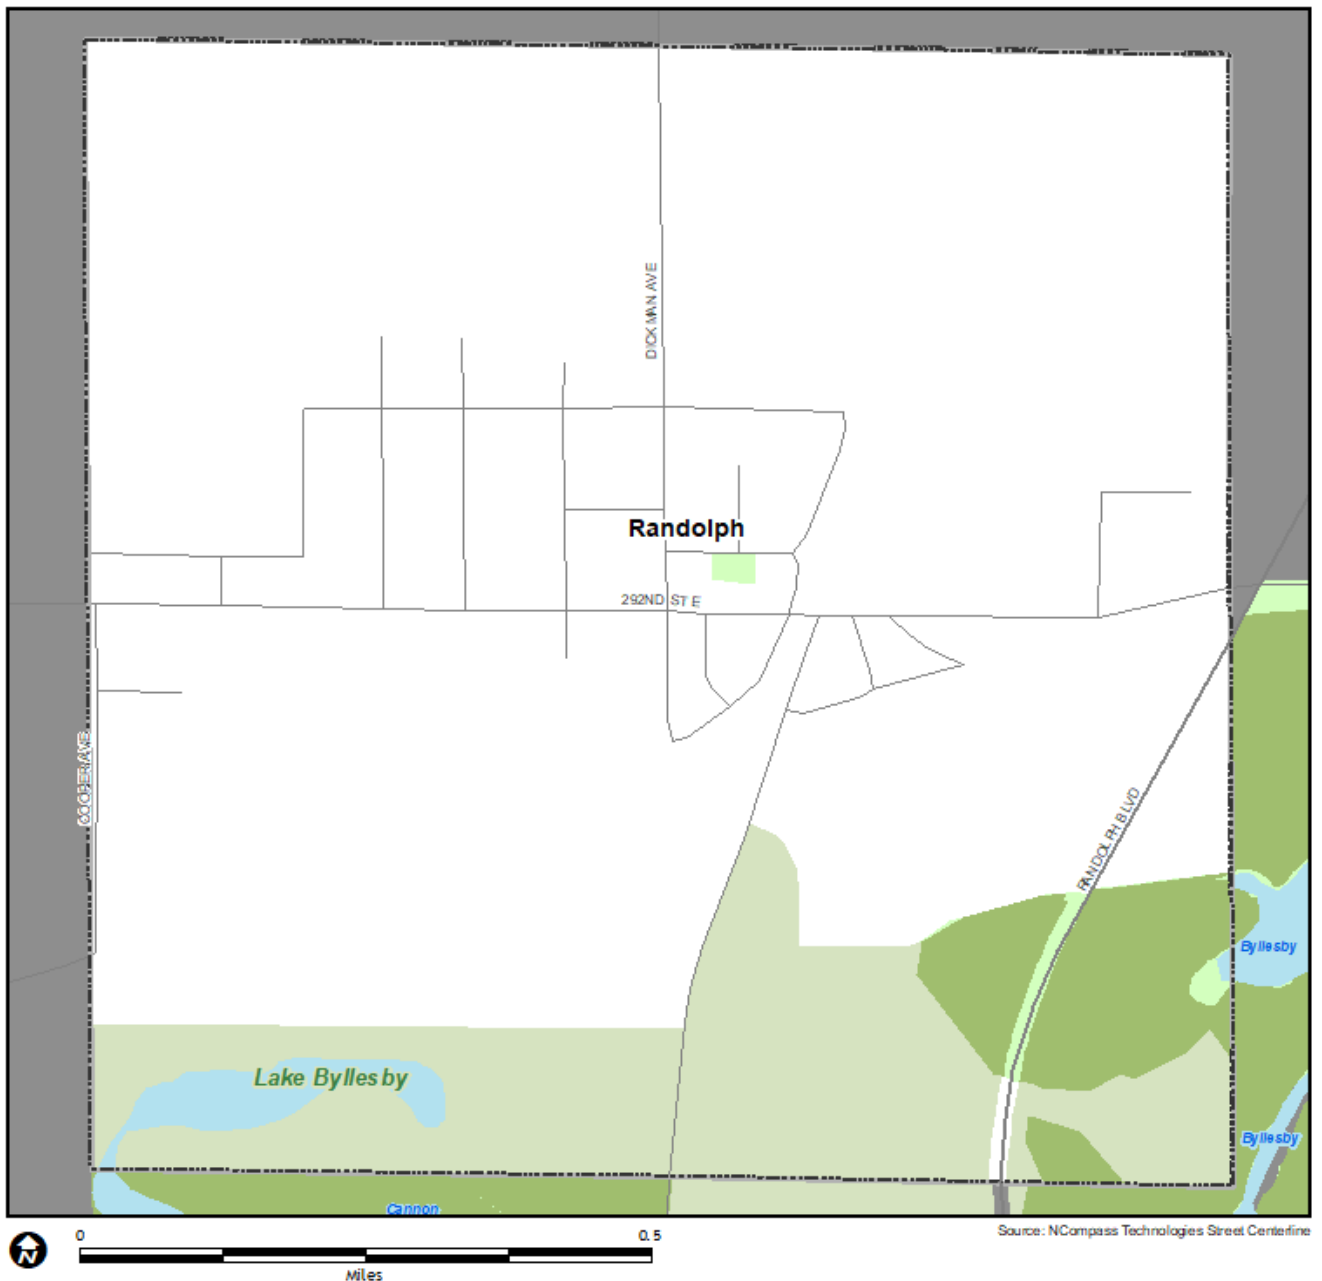 DICKMAN AVE
Randolph
292ND ST E
COOPER AVE
RANDOLPH BLVD
Byllesby
Lake Byllesby
Byllesby
Cannon
N
0
0.5
Miles
Source: NCompass Technologies Street Centerline